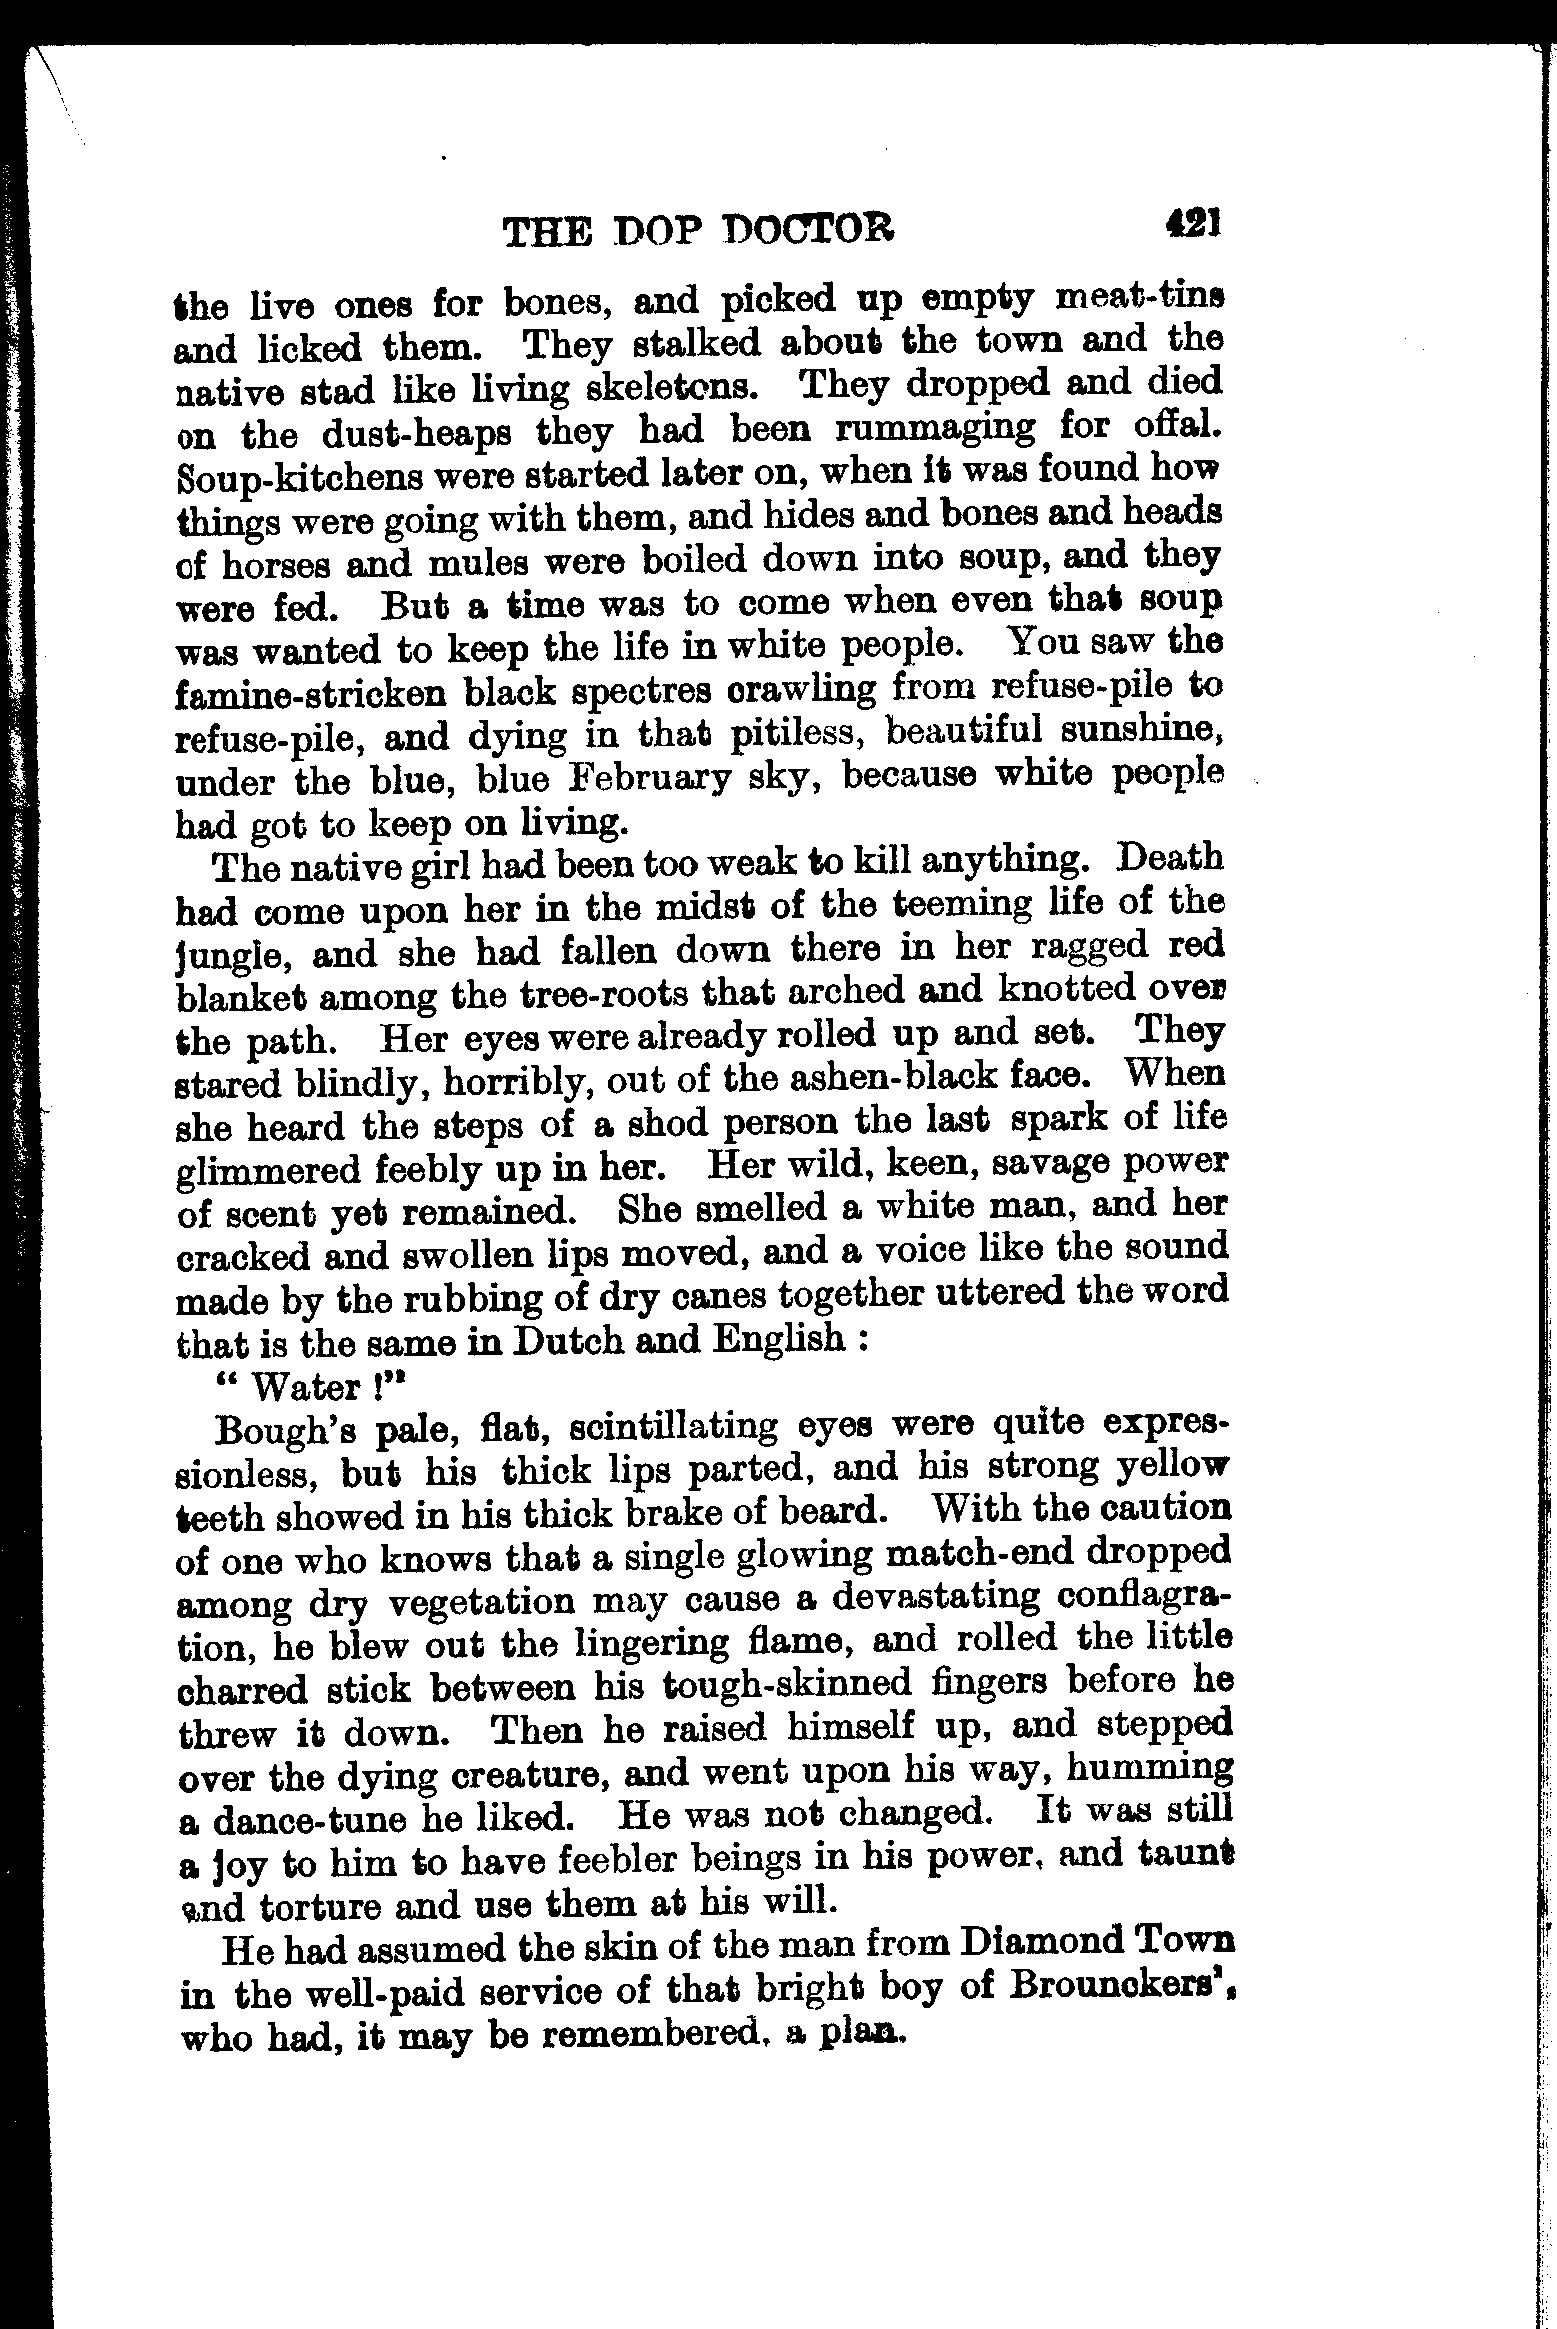 THE DOP DOCTOR 421
the live ones for bones, and picked up empty meat-tins
and licked them. They stalked about the town and the
native stad like living skeletons. They dropped and died
on the dust-heaps they had been rummaging for offal.
Soup-kitchens were started later on, when it was found how
things were going with them, and hides and bones and heads
of horses and mules were boiled down into soup, and they
were fed. But a time was to come when even that soup
was wanted to keep the life in white people. You saw the
famine-stricken black spectres crawling from refuse-pile to
refuse-pile, and dying in that pitiless, beautiful sunshine,
under the blue, blue February sky, because white people
had got to keep on living.
The native girl had been too weak to kill anything. Death
had come upon her in the midst of the teeming life of the
jungle, and she had fallen down there in her ragged red
blanket among the tree-roots that arched and knotted over
the path. Her eyes were already rolled up and set. They
stared blindly, horribly, out of the ashen-black face. When
she heard the steps of a shod person the last spark of life
glimmered feebly up in her. Her wild, keen, savage power
of scent yet remained. She smelled a white man, and her
cracked and swollen lips moved, and a voice like the sound
made by the rubbing of dry canes together uttered the word
that is the same in Dutch and English :
“ Water !”
Bough's pale, flat, scintillating eyes were quite expres-
sionless, but his thick lips parted, and his strong yellow
teeth showed in his thick brake of beard. With the caution
of one who knows that a single glowing match-end dropped
among dry vegetation may cause a devastating conflagra-
tion, he blew out the lingering flame, and rolled the little
charred stick between his tough-skinned fingers before he
threw it down. Then he raised himself up, and stepped
over the dying creature, and went upon his way, humming
a dance-tune he liked. He was not changed. It was still
a joy to him to have feebler beings in his power, and taunt
and torture and use them at his will.
He had assumed the skin of the man from Diamond Town
in the well-paid service of that bright boy of Brounckers',
who had, it may be remembered, a plan.